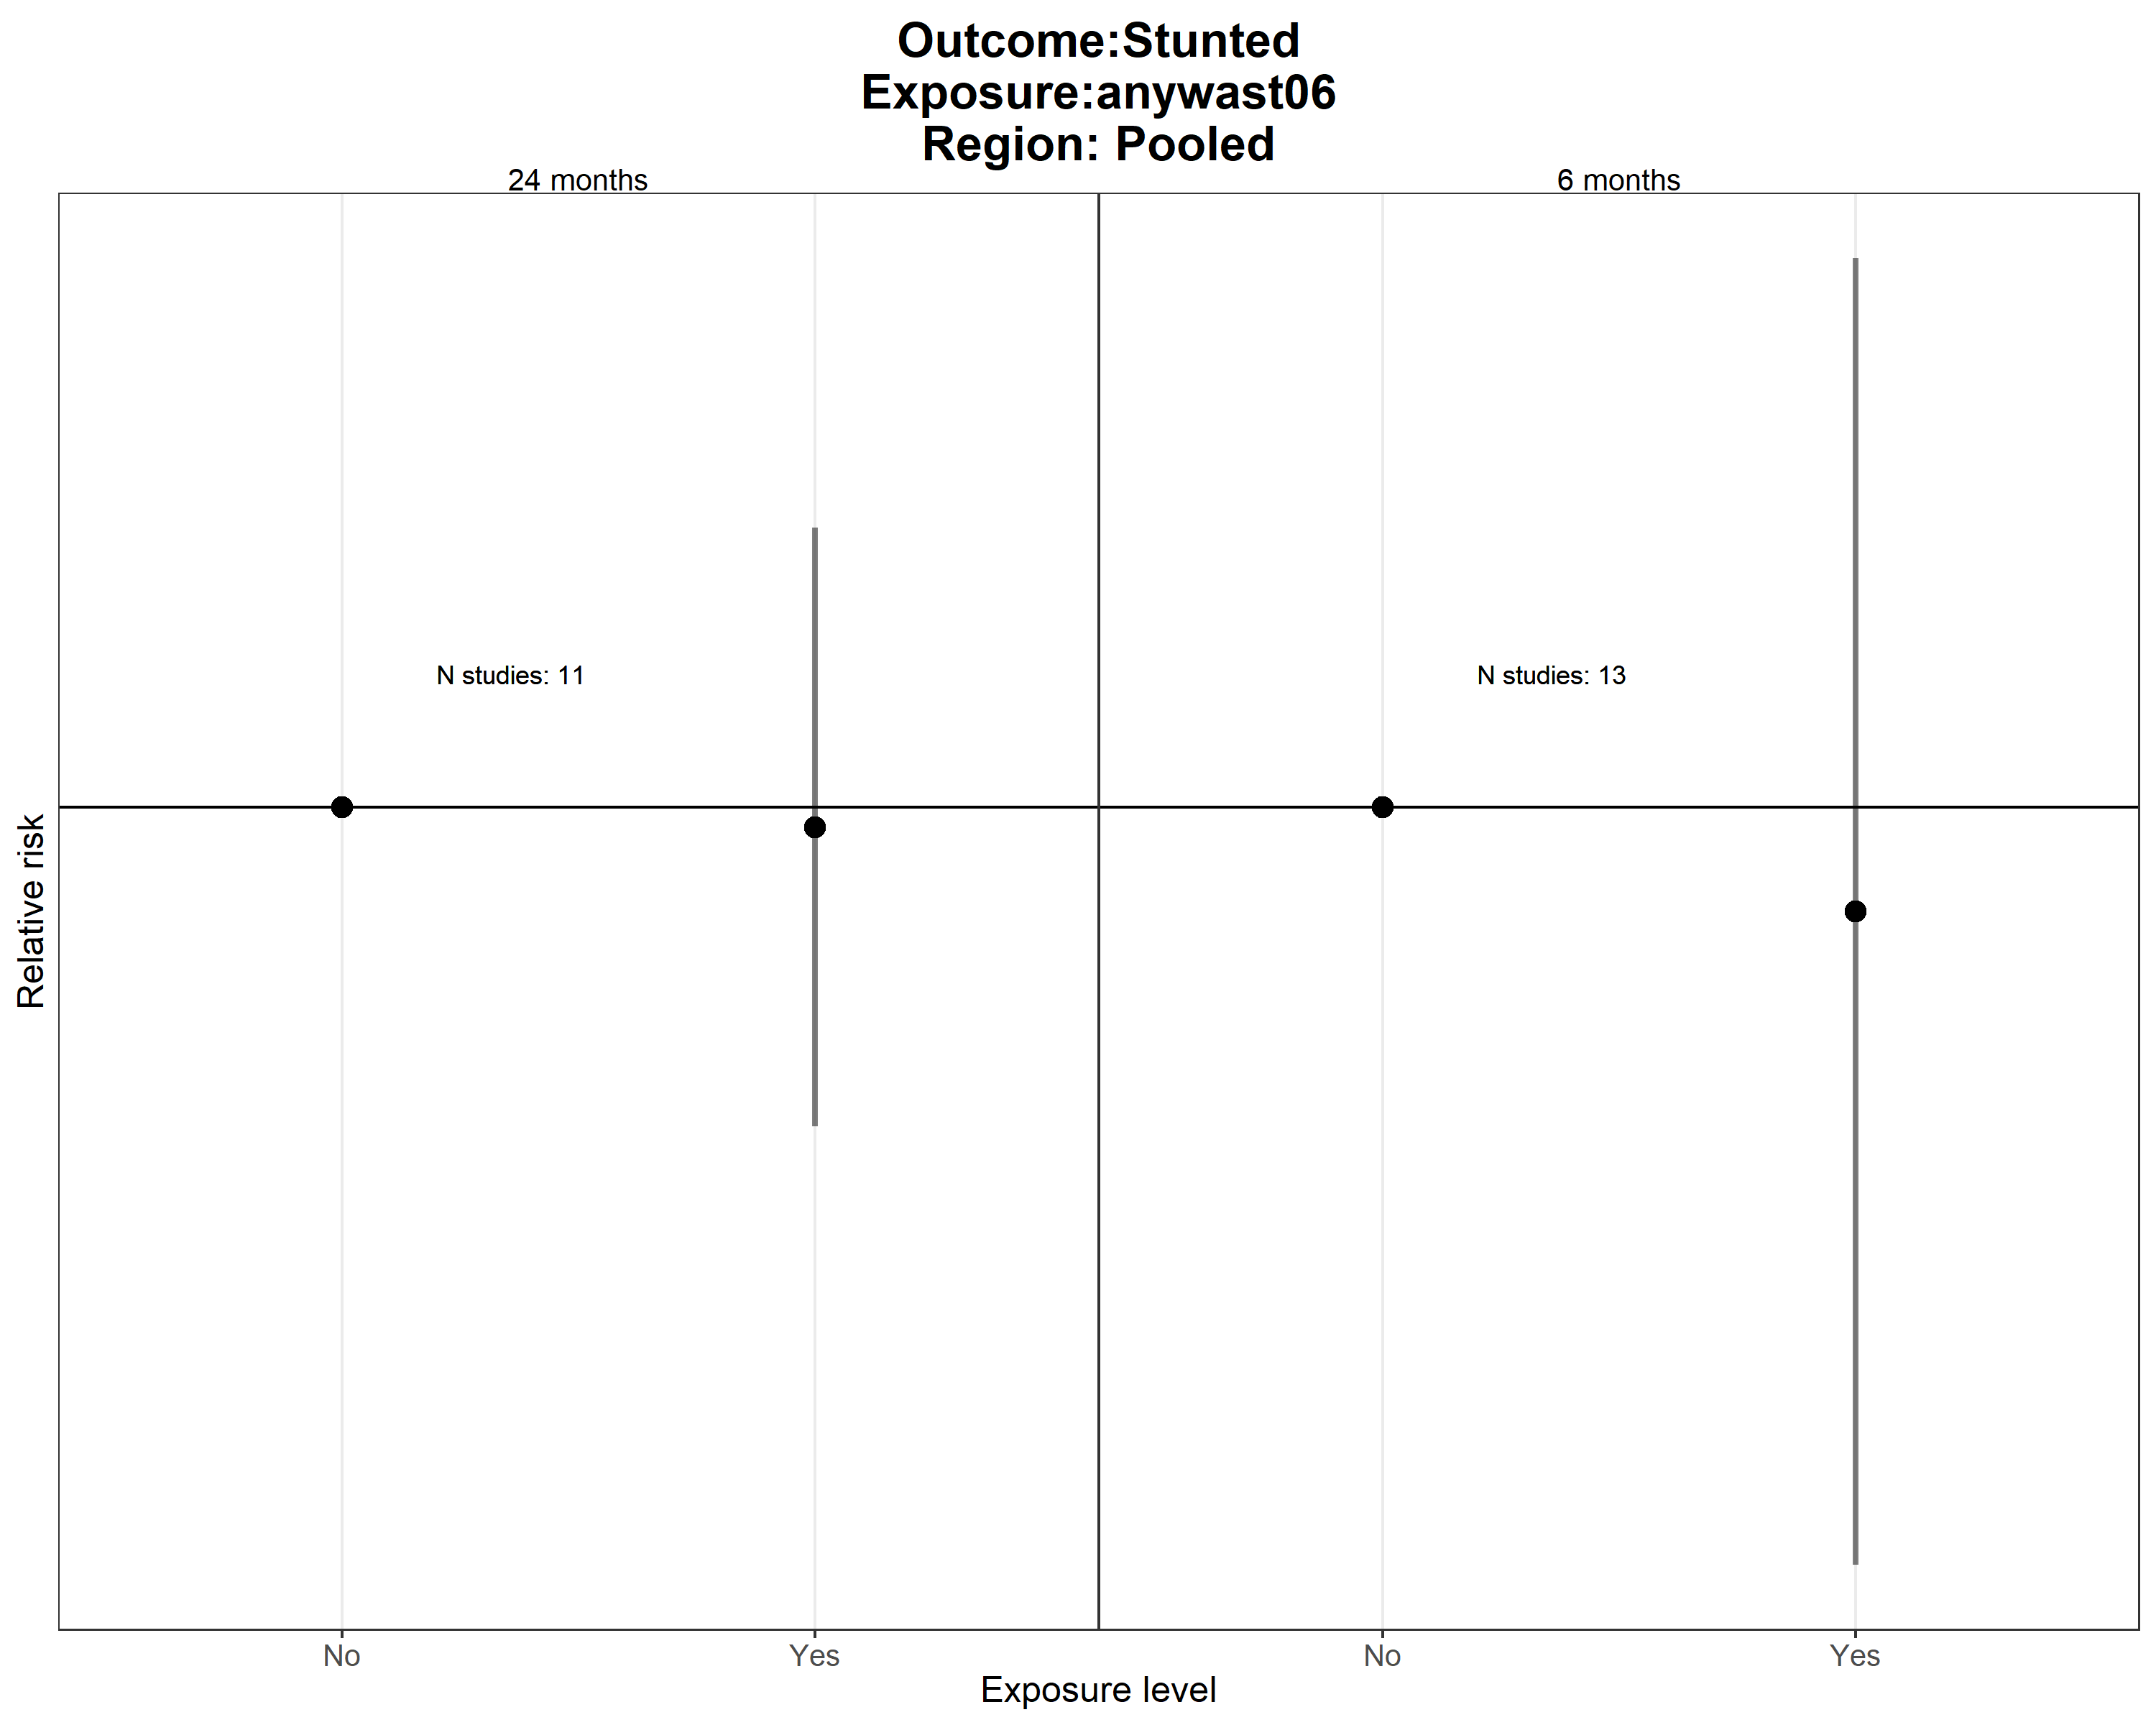 Outcome:Stunted
Exposure:anywast06
Region: Pooled
24 months
6 months
N studies: 11
N studies: 13
Relative risk
No
Yes
No
Yes
Exposure level